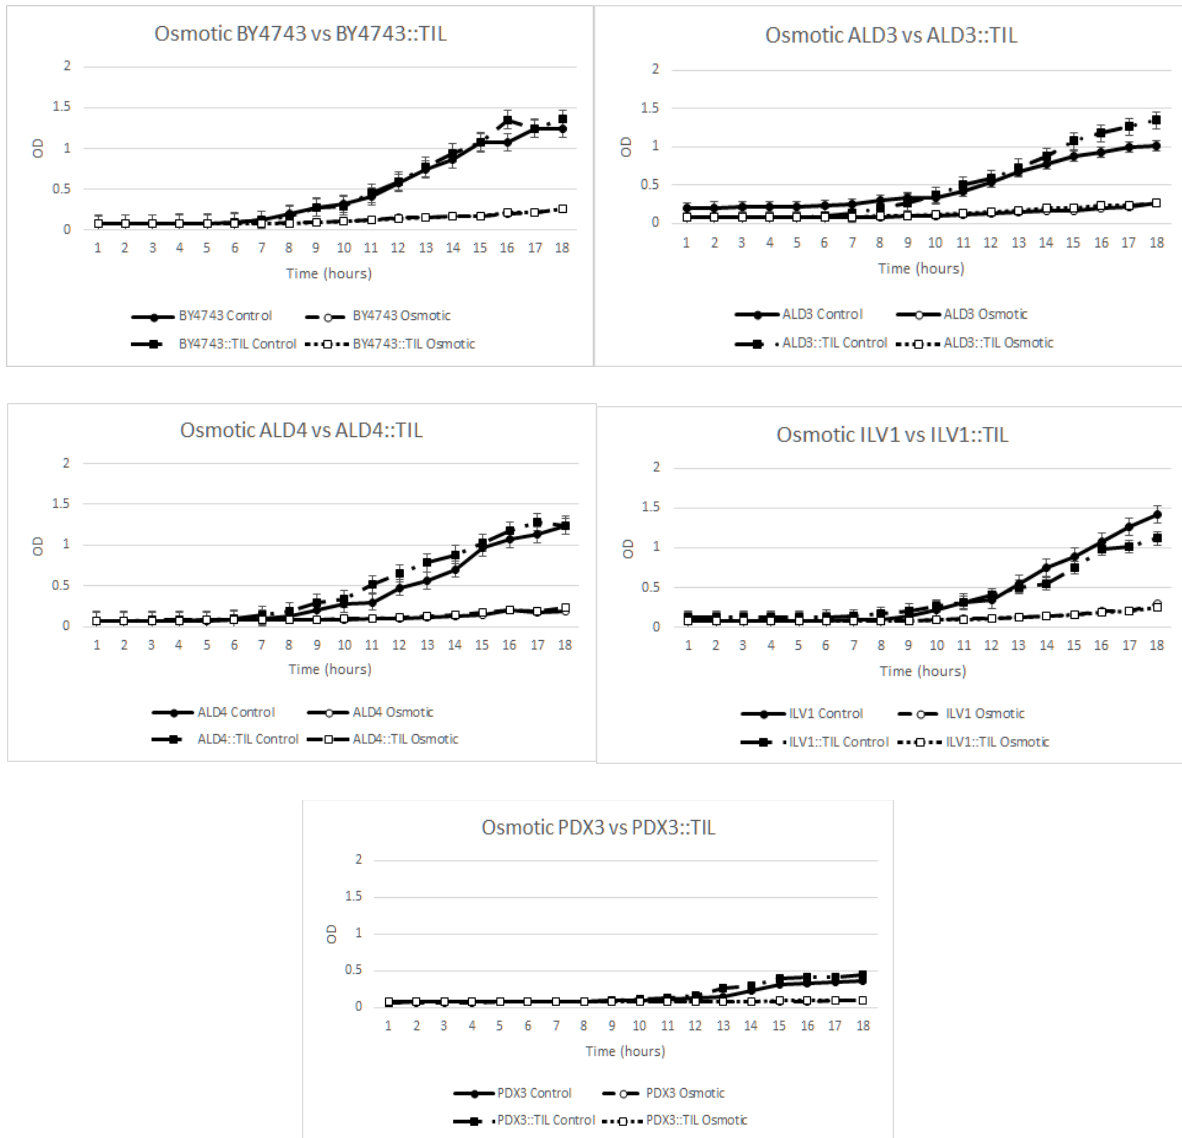 Osmotic BY4743 vs BY4743::TIL
2
1.5
1
0.5
0
OD
1 2 3 4 5 6 7 8 9 10 11 12 13 14 15 16 17 18
Time (hours)
BY4743 Control BY4743 Osmotic
BY4743::TIL Control BY4743::TIL Osmotic
Osmotic ALD3 vs ALD3::TIL
2
1.5
1
0.5
0
OD
1 2 3 4 5 6 7 8 9 10 11 12 13 14 15 16 17 18
Time (hours)
ALD3 Control ALD3 Osmotic
ALD3::TIL Control ALD3::TIL Osmotic
Osmotic ALD4 vs ALD4::TIL
2
1.5
1
0.5
0
OD
1 2 3 4 5 6 7 8 9 10 11 12 13 14 15 16 17 18
Time (hours)
ALD4 Control ALD4 Osmotic
ALD4::TIL Control ALD4::TIL Osmotic
Osmotic ILV1 vs ILV1::TIL
2
1.5
1
0.5
0
OD
1 2 3 4 5 6 7 8 9 10 11 12 13 14 15 16 17 18
Time (hours)
ILV1 Control ILV1 Osmotic
ILV1::TIL Control ILV1::TIL Osmotic
Osmotic PDX3 vs PDX3::TIL
2
1.5
1
0.5
0
OD
1 2 3 4 5 6 7 8 9 10 11 12 13 14 15 16 17 18
Time (hours)
PDX3 Control PDX3 Osmotic
PDX3::TIL Control PDX3::TIL Osmotic